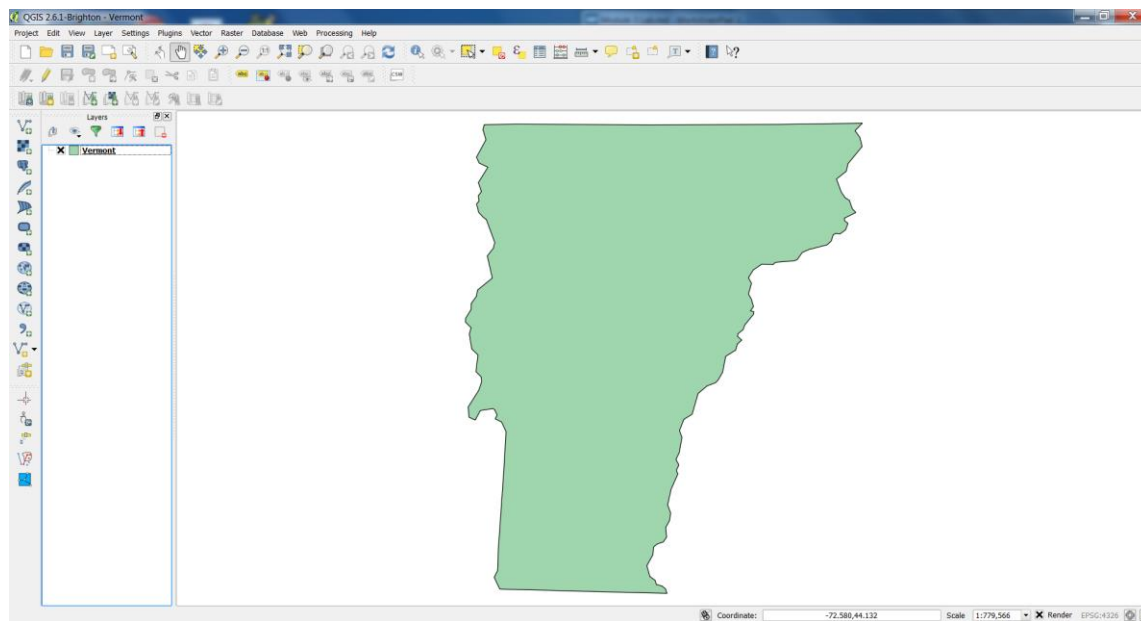 QGIS 2.6.1-Brighton - Vermont
Project Edit View Layer Settings Plugins Vector Raster Database Web Processing Help
CSW
Layers
Vermont
Coordinate: -72.580,44.132 Scale 1:779,566 Render EPSG:4326